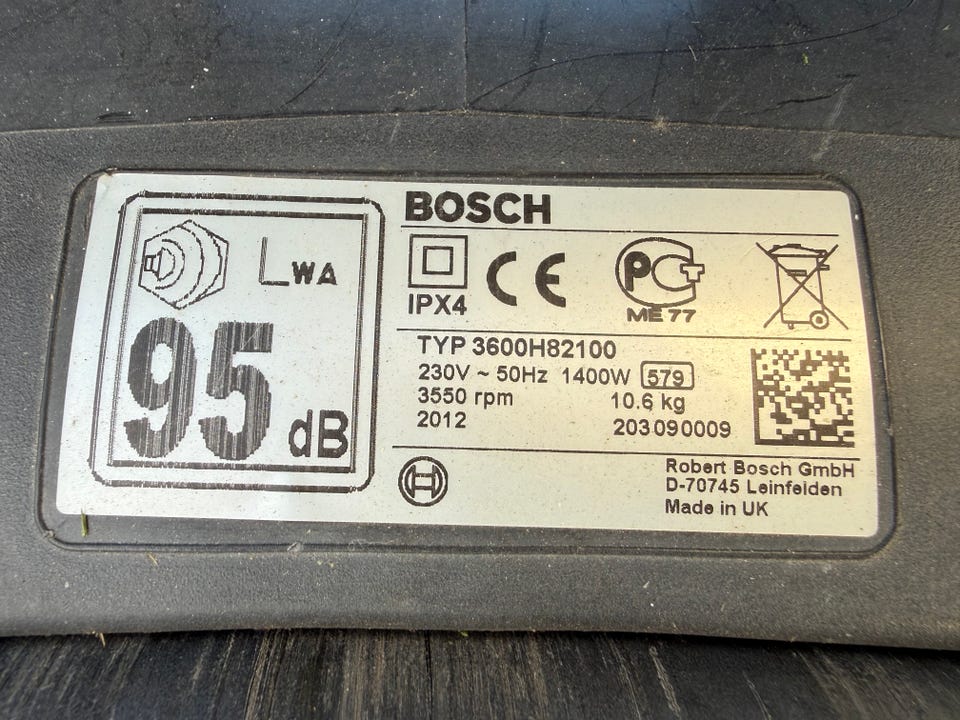 LWA
95 dB
BOSCH
IPX4
CE
PCT
ME 77
TYP 3600H82100
230V ~ 50Hz 1400W 579
3550 rpm 10.6 kg
2012 203090009
H
Robert Bosch GmbH
D-70745 Leinfelden
Made in UK